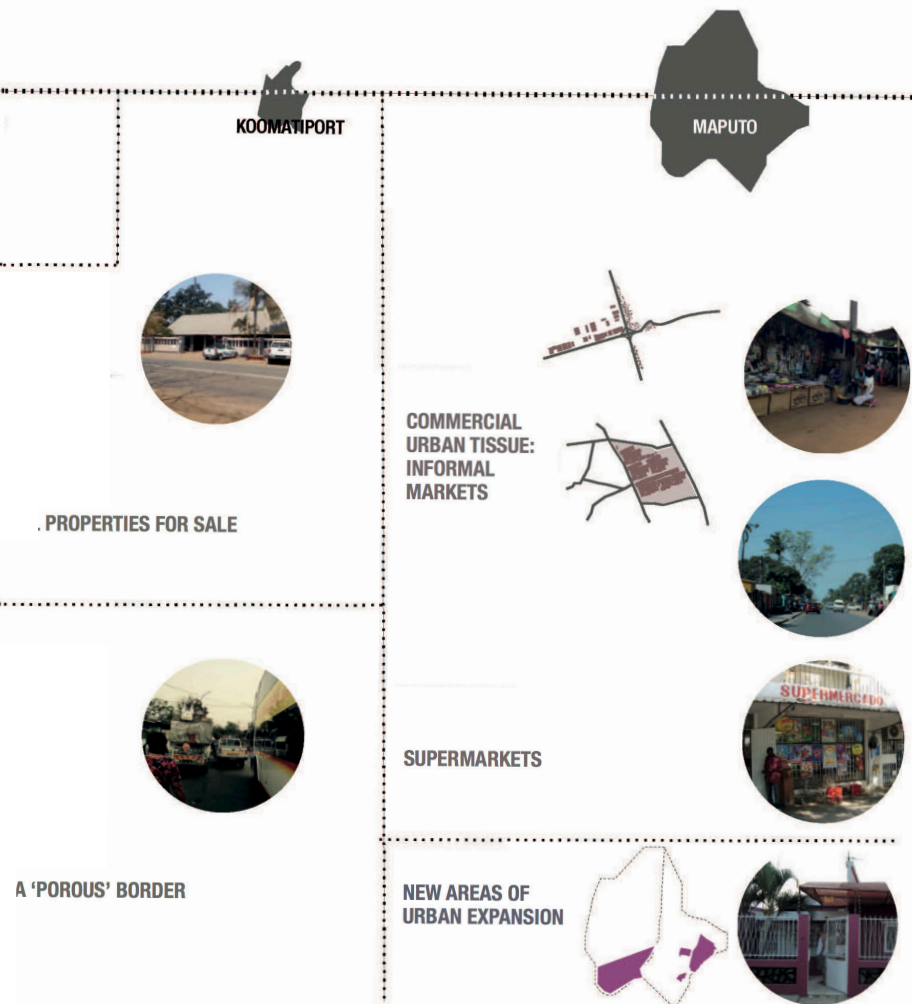 KOOMATIPORT
MAPUTO
COMMERCIAL
URBAN TISSUE:
INFORMAL
MARKETS
. PROPERTIES FOR SALE
SUPERMERCADO
SUPERMARKETS
A ‘POROUS’ BORDER
NEW AREAS OF
URBAN EXPANSION